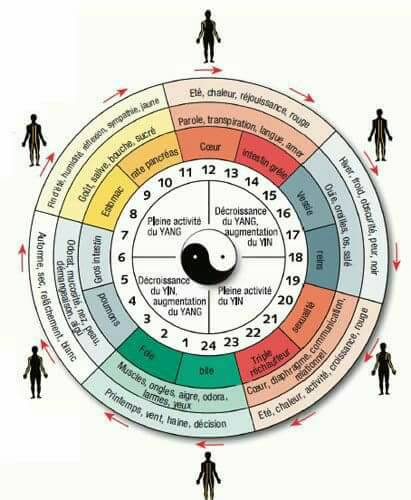 Eté, chaleur, réjouissance, rouge
Parole, transpiration, langue, amer
Cœur
intestin grêle
Hiver, froid, obscurité, peur, noir
Ouïe, oreilles, os, salé
Vessie
reins
Eté, chaleur, activité, croissance, rouge
Cœur, diaphragme, communication,
relationnel
sexualité
Triple
réchauffeur
Printemps, vent, haine, décision
Muscles, ongles, aigre, odora,
larmes, yeux
bile
Foie
Automne, sec, relâchement, blanc
Odorat, mucosité, nez, peau,
démangeaison, aigu
poumons
Gros intestin
Fin d'été, humidité, réflexion, sympathie, jaune
Goût, salive, bouche, sucré
Estomac
rate pancréas
12
13
14
15
16
17
18
19
20
21
22
23
24
1
2
3
4
5
6
7
8
9
10
11
Pleine activité
du YANG
Décroissance
du YANG,
augmentation
du YIN
Décroissance
du YIN,
augmentation
du YANG
Pleine activité
du YIN